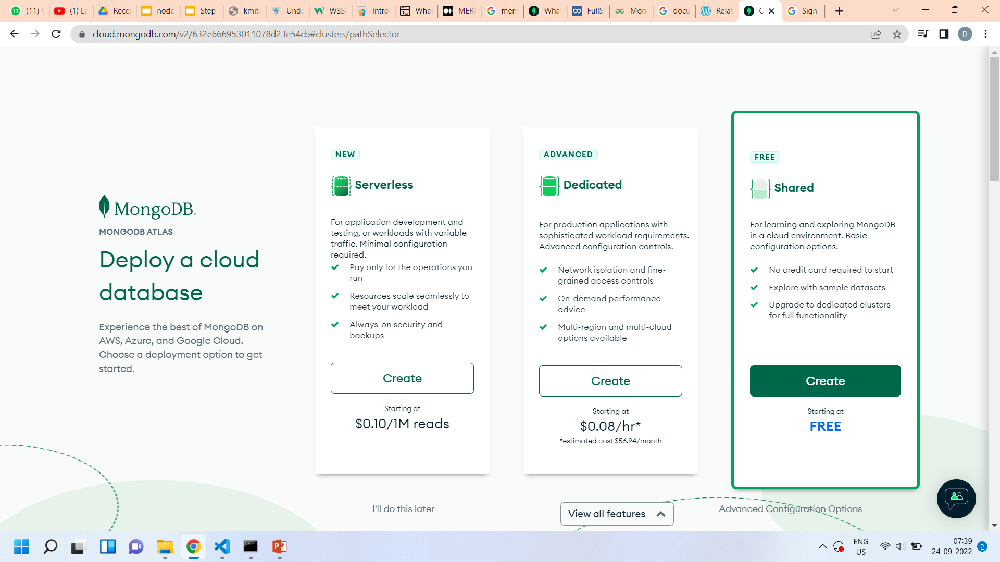 (11) W
(1) Le
Recen
node
Step
kmit
Unde
W3Sc
Intro
What
MERN
mern
What
FullS
Mon
docu
Relat
C
Sign
cloud.mongodb.com/v2/632e666953011078d23e54cb#clusters/pathSelector
D
MongoDB®
MONGODB ATLAS
Deploy a cloud
database
Experience the best of MongoDB on
AWS, Azure, and Google Cloud.
Choose a deployment option to get
started.
NEW
Serverless
For application development and
testing, or workloads with variable
traffic. Minimal configuration
required.
Pay only for the operations you
run
Resources scale seamlessly to
meet your workload
Always-on security and
backups
Create
Starting at
$0.10/1M reads
ADVANCED
Dedicated
For production applications with
sophisticated workload requirements.
Advanced configuration controls.
Network isolation and fine-
grained access controls
On-demand performance
advice
Multi-region and multi-cloud
options available
Create
Starting at
$0.08/hr*
*estimated cost $56.94/month
FREE
Shared
For learning and exploring MongoDB
in a cloud environment. Basic
configuration options.
No credit card required to start
Explore with sample datasets
Upgrade to dedicated clusters
for full functionality
Create
Starting at
FREE
I'll do this later
View all features
Advanced Configuration Options
ENG
US
07:39
24-09-2022
2